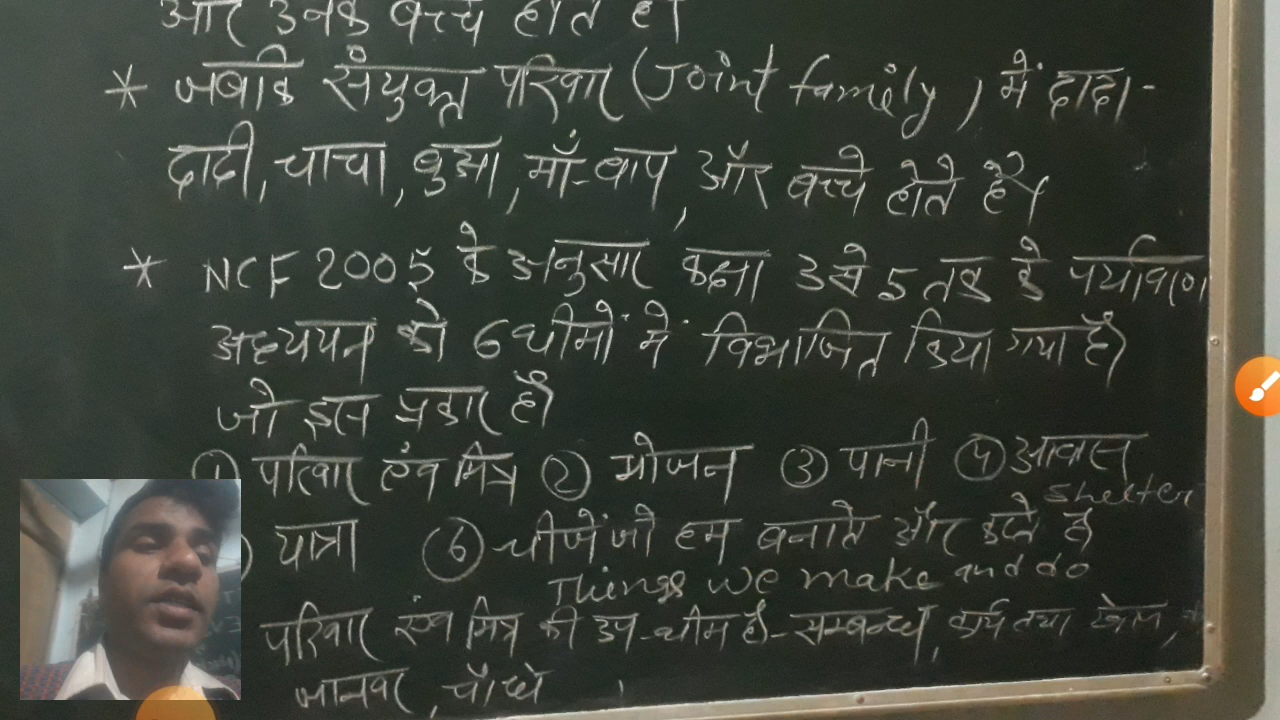 और उनके बच्चे होते है।
* जबकि संयुक्त परिवार (Joint family) में दादा-
दादी, चाचा, बुआ, माँ-बाप, और बच्चे होते है।
* NCF 2005 के अनुसार कक्षा 3 से 5 तक के पर्यावरण
अध्ययन को 6 थीमों में विभाजित किया गया है।
जो इस प्रकार है।
① परिवार एंव मित्र ② भोजन ③ पानी ④ आवास
Shelter
यात्रा ⑥ चीजें जो हम बनाते और करते है
Things we make and do
परिवार एंव मित्र की उप-थीम है - सम्बन्ध, कार्य तथा खेल,
जानवर, पौधे